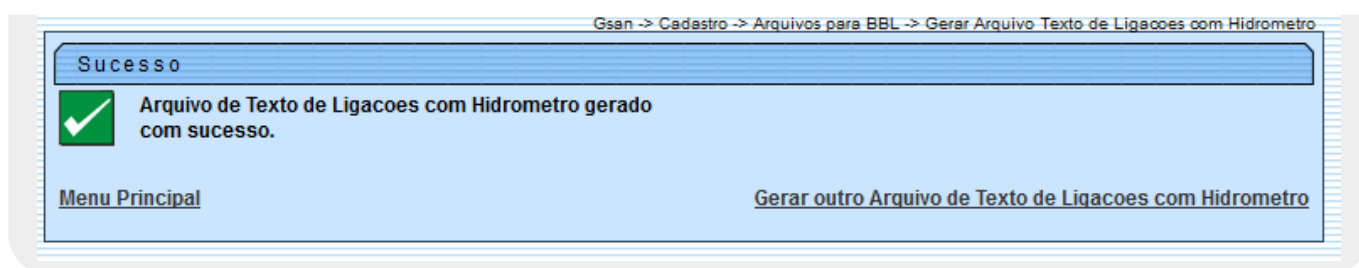 Gsan -> Cadastro -> Arquivos para BBL -> Gerar Arquivo Texto de Ligacoes com Hidrometro
Sucesso
Arquivo de Texto de Ligacoes com Hidrometro gerado
com sucesso.
Menu Principal
Gerar outro Arquivo de Texto de Ligacoes com Hidrometro